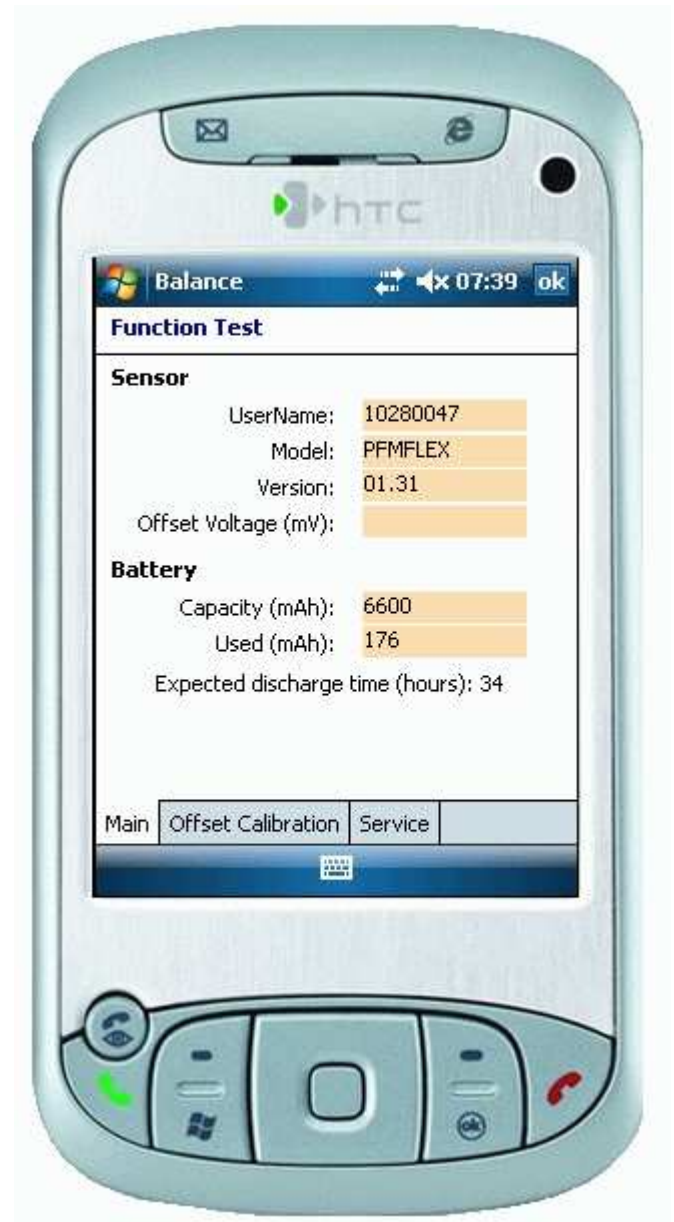 hTC
Balance 07:39 ok
Function Test
Sensor
UserName: 10280047
Model: PFMFLEX
Version: 01.31
Offset Voltage (mV):
Battery
Capacity (mAh): 6600
Used (mAh): 176
Expected discharge time (hours): 34
Main Offset Calibration Service
ok